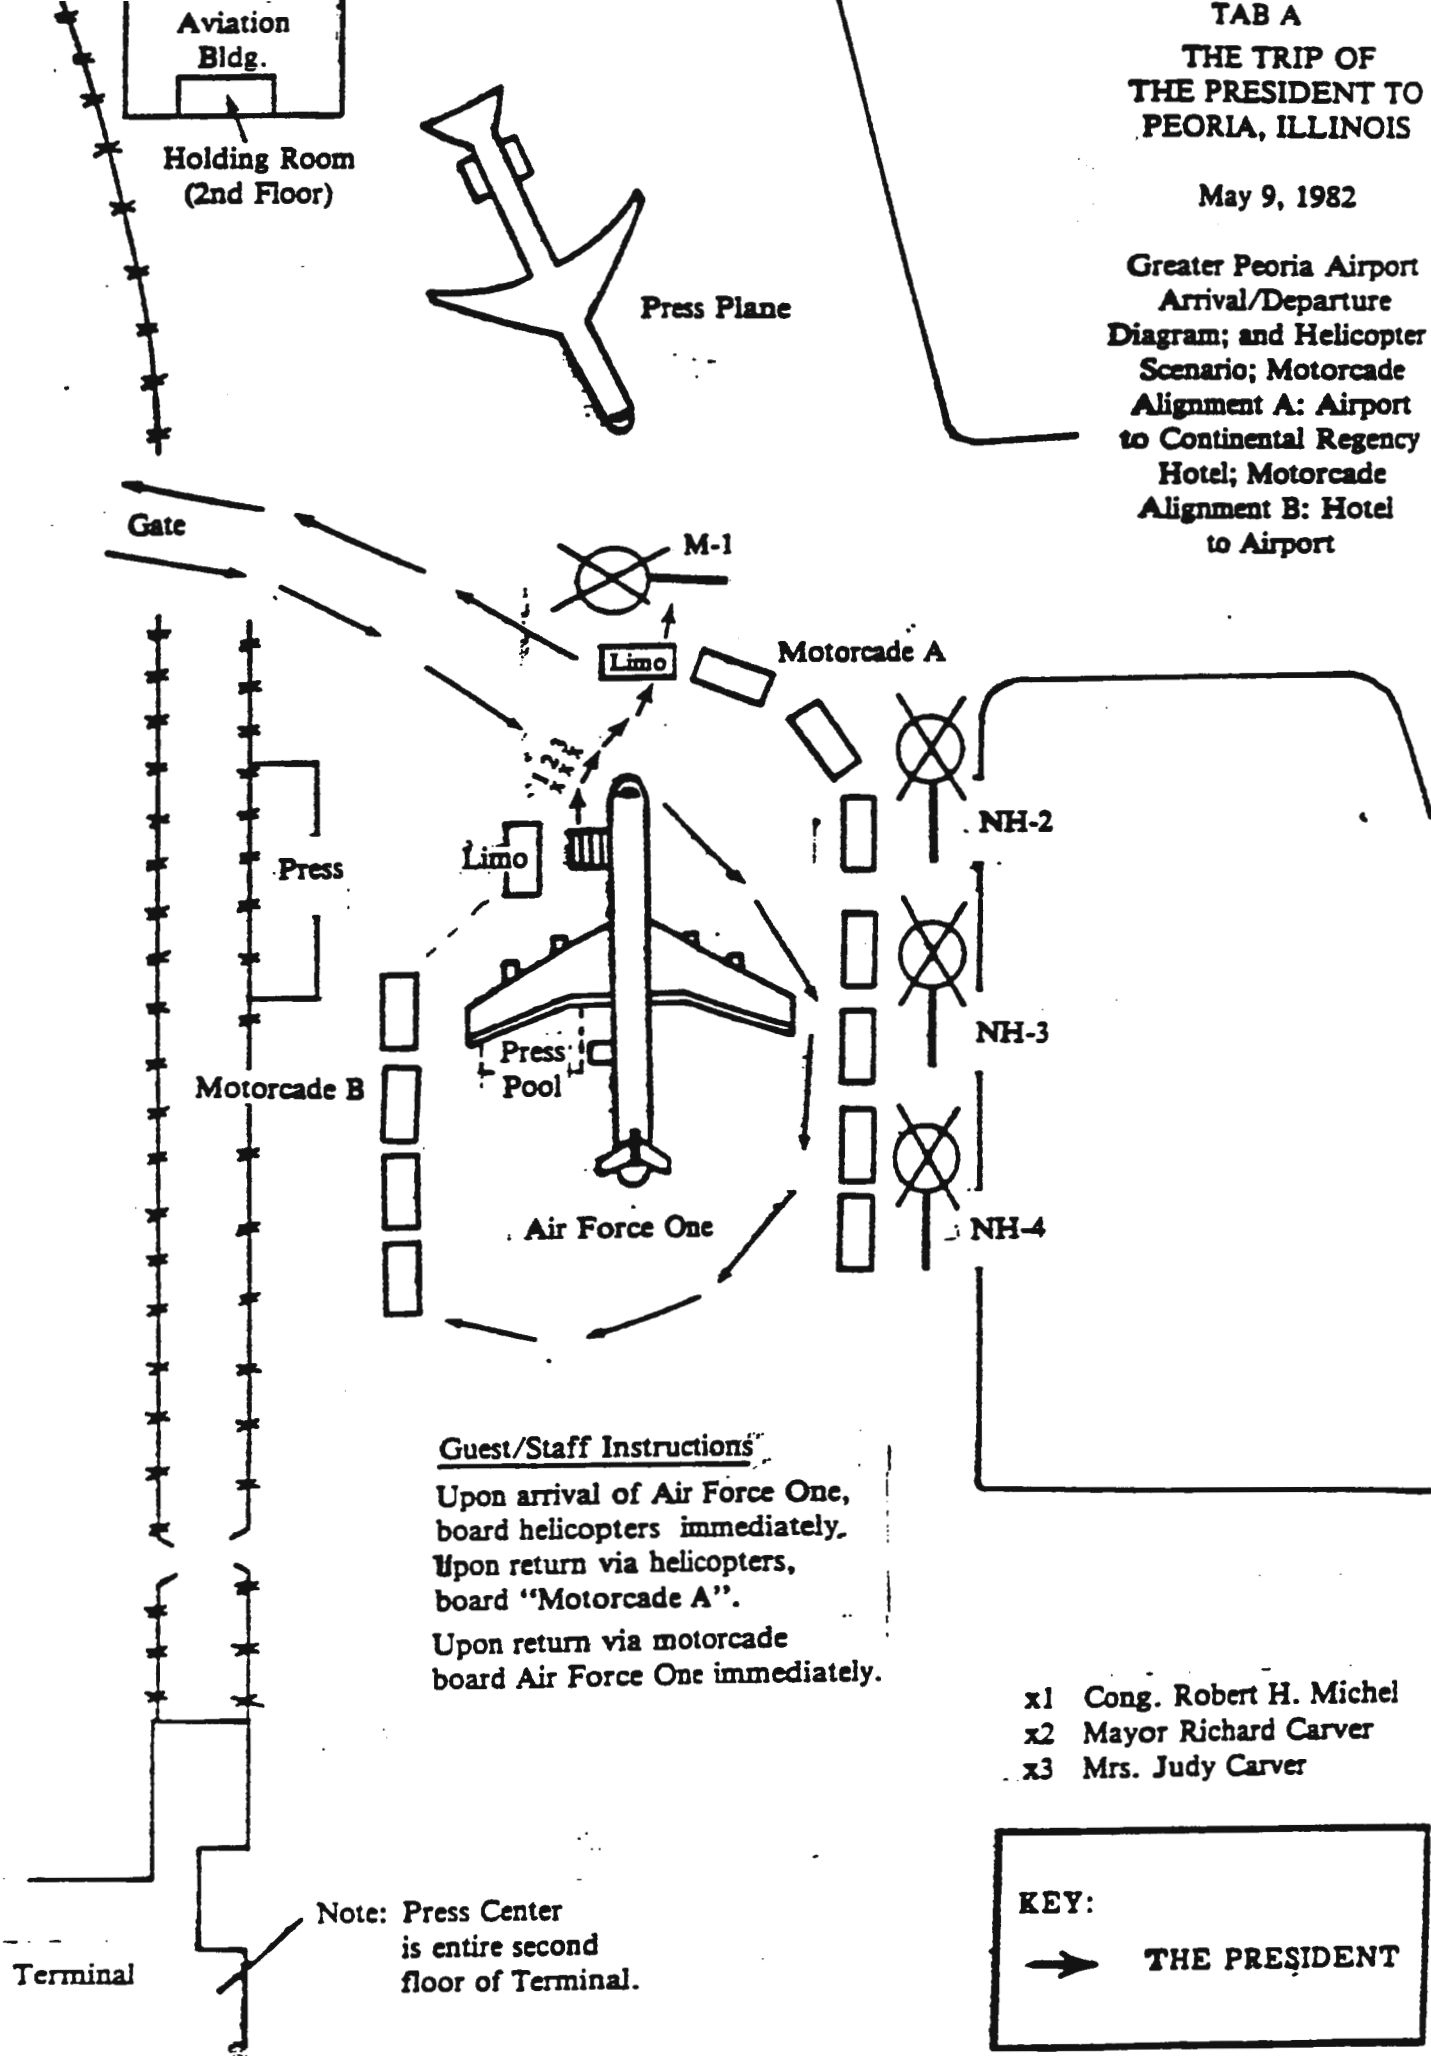 Aviation
Bldg.
Holding Room
(2nd Floor)
TAB A
THE TRIP OF
THE PRESIDENT TO
PEORIA, ILLINOIS
May 9, 1982
Greater Peoria Airport
Arrival/Departure
Diagram; and Helicopter
Scenario; Motorcade
Alignment A: Airport
to Continental Regency
Hotel; Motorcade
Alignment B: Hotel
to Airport
Press Plane
Gate
M-1
Limo
Motorcade A
1 2 3
x x x
NH-2
Limo
Press
NH-3
Press
Pool
Motorcade B
Air Force One
NH-4
Guest/Staff Instructions
Upon arrival of Air Force One,
board helicopters immediately.
Upon return via helicopters,
board “Motorcade A”.
Upon return via motorcade
board Air Force One immediately.
x1 Cong. Robert H. Michel
x2 Mayor Richard Carver
x3 Mrs. Judy Carver
KEY:
THE PRESIDENT
Note: Press Center
is entire second
floor of Terminal.
Terminal